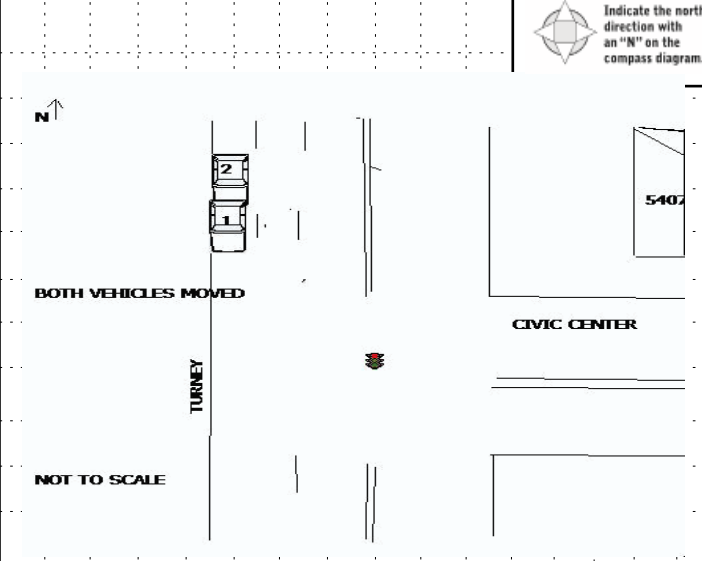 Indicate the north
direction with
an "N" on the
compass diagram.
N
2
1
5407
BOTH VEHICLES MOVED
CIVIC CENTER
TURNEY
NOT TO SCALE